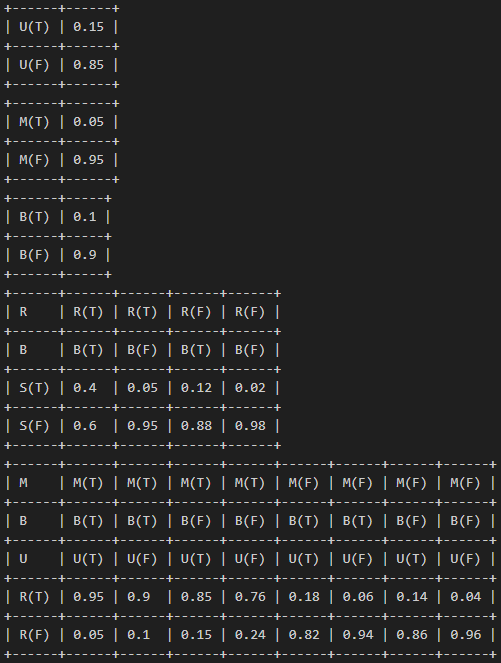 +------+------+
| U(T) | 0.15 |
+------+------+
| U(F) | 0.85 |
+------+------+
+------+------+
| M(T) | 0.05 |
+------+------+
| M(F) | 0.95 |
+------+------+
+------+-----+
| B(T) | 0.1 |
+------+-----+
| B(F) | 0.9 |
+------+-----+
+------+------+------+------+------+
| R    | R(T) | R(T) | R(F) | R(F) |
+------+------+------+------+------+
| B    | B(T) | B(F) | B(T) | B(F) |
+------+------+------+------+------+
| S(T) | 0.4  | 0.05 | 0.12 | 0.02 |
+------+------+------+------+------+
| S(F) | 0.6  | 0.95 | 0.88 | 0.98 |
+------+------+------+------+------+
+------+------+------+------+------+------+------+------+------+
| M    | M(T) | M(T) | M(T) | M(T) | M(F) | M(F) | M(F) | M(F) |
+------+------+------+------+------+------+------+------+------+
| B    | B(T) | B(T) | B(F) | B(F) | B(T) | B(T) | B(F) | B(F) |
+------+------+------+------+------+------+------+------+------+
| U    | U(T) | U(F) | U(T) | U(F) | U(T) | U(F) | U(T) | U(F) |
+------+------+------+------+------+------+------+------+------+
| R(T) | 0.95 | 0.9  | 0.85 | 0.76 | 0.18 | 0.06 | 0.14 | 0.04 |
+------+------+------+------+------+------+------+------+------+
| R(F) | 0.05 | 0.1  | 0.15 | 0.24 | 0.82 | 0.94 | 0.86 | 0.96 |
+------+------+------+------+------+------+------+------+------+